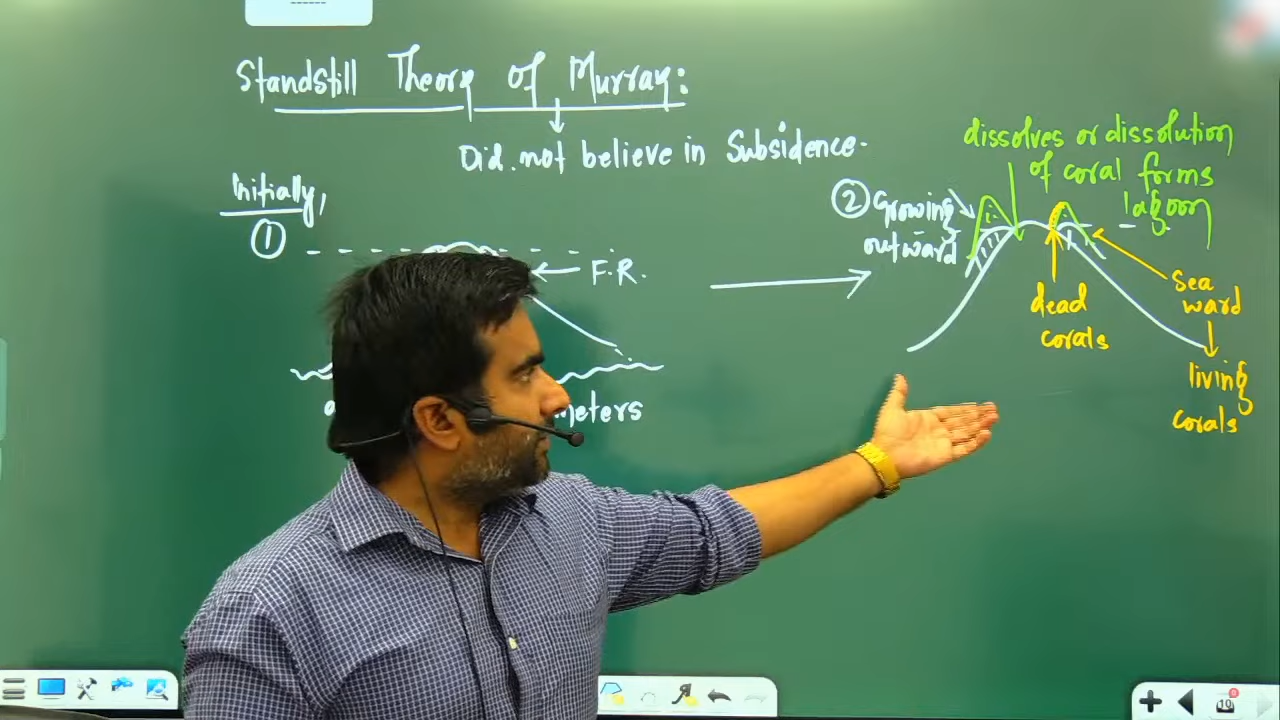 Standstill Theory of Murray:
Did not believe in Subsidence.
Initially,
①
F.R.
meters
② Growing
outward
dissolves or dissolution
of coral forms
lagoon
dead
corals
sea
ward
living
corals
10